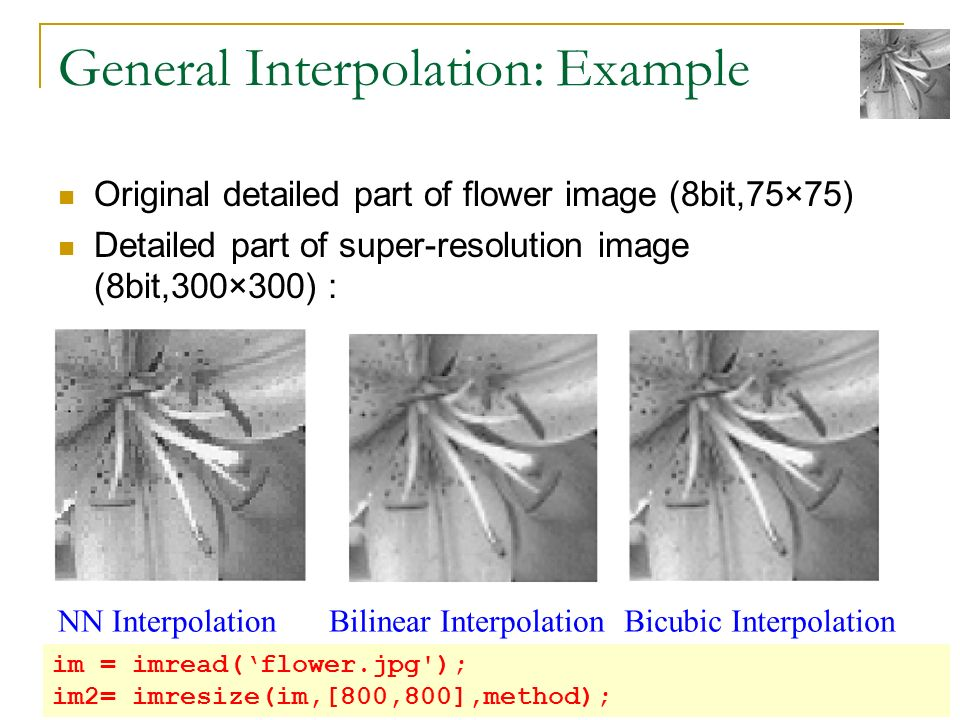 General Interpolation: Example
Original detailed part of flower image (8bit,75×75)
Detailed part of super-resolution image
(8bit,300×300) :
NN Interpolation
Bilinear Interpolation
Bicubic Interpolation
im = imread(‘flower.jpg');
im2= imresize(im,[800,800],method);